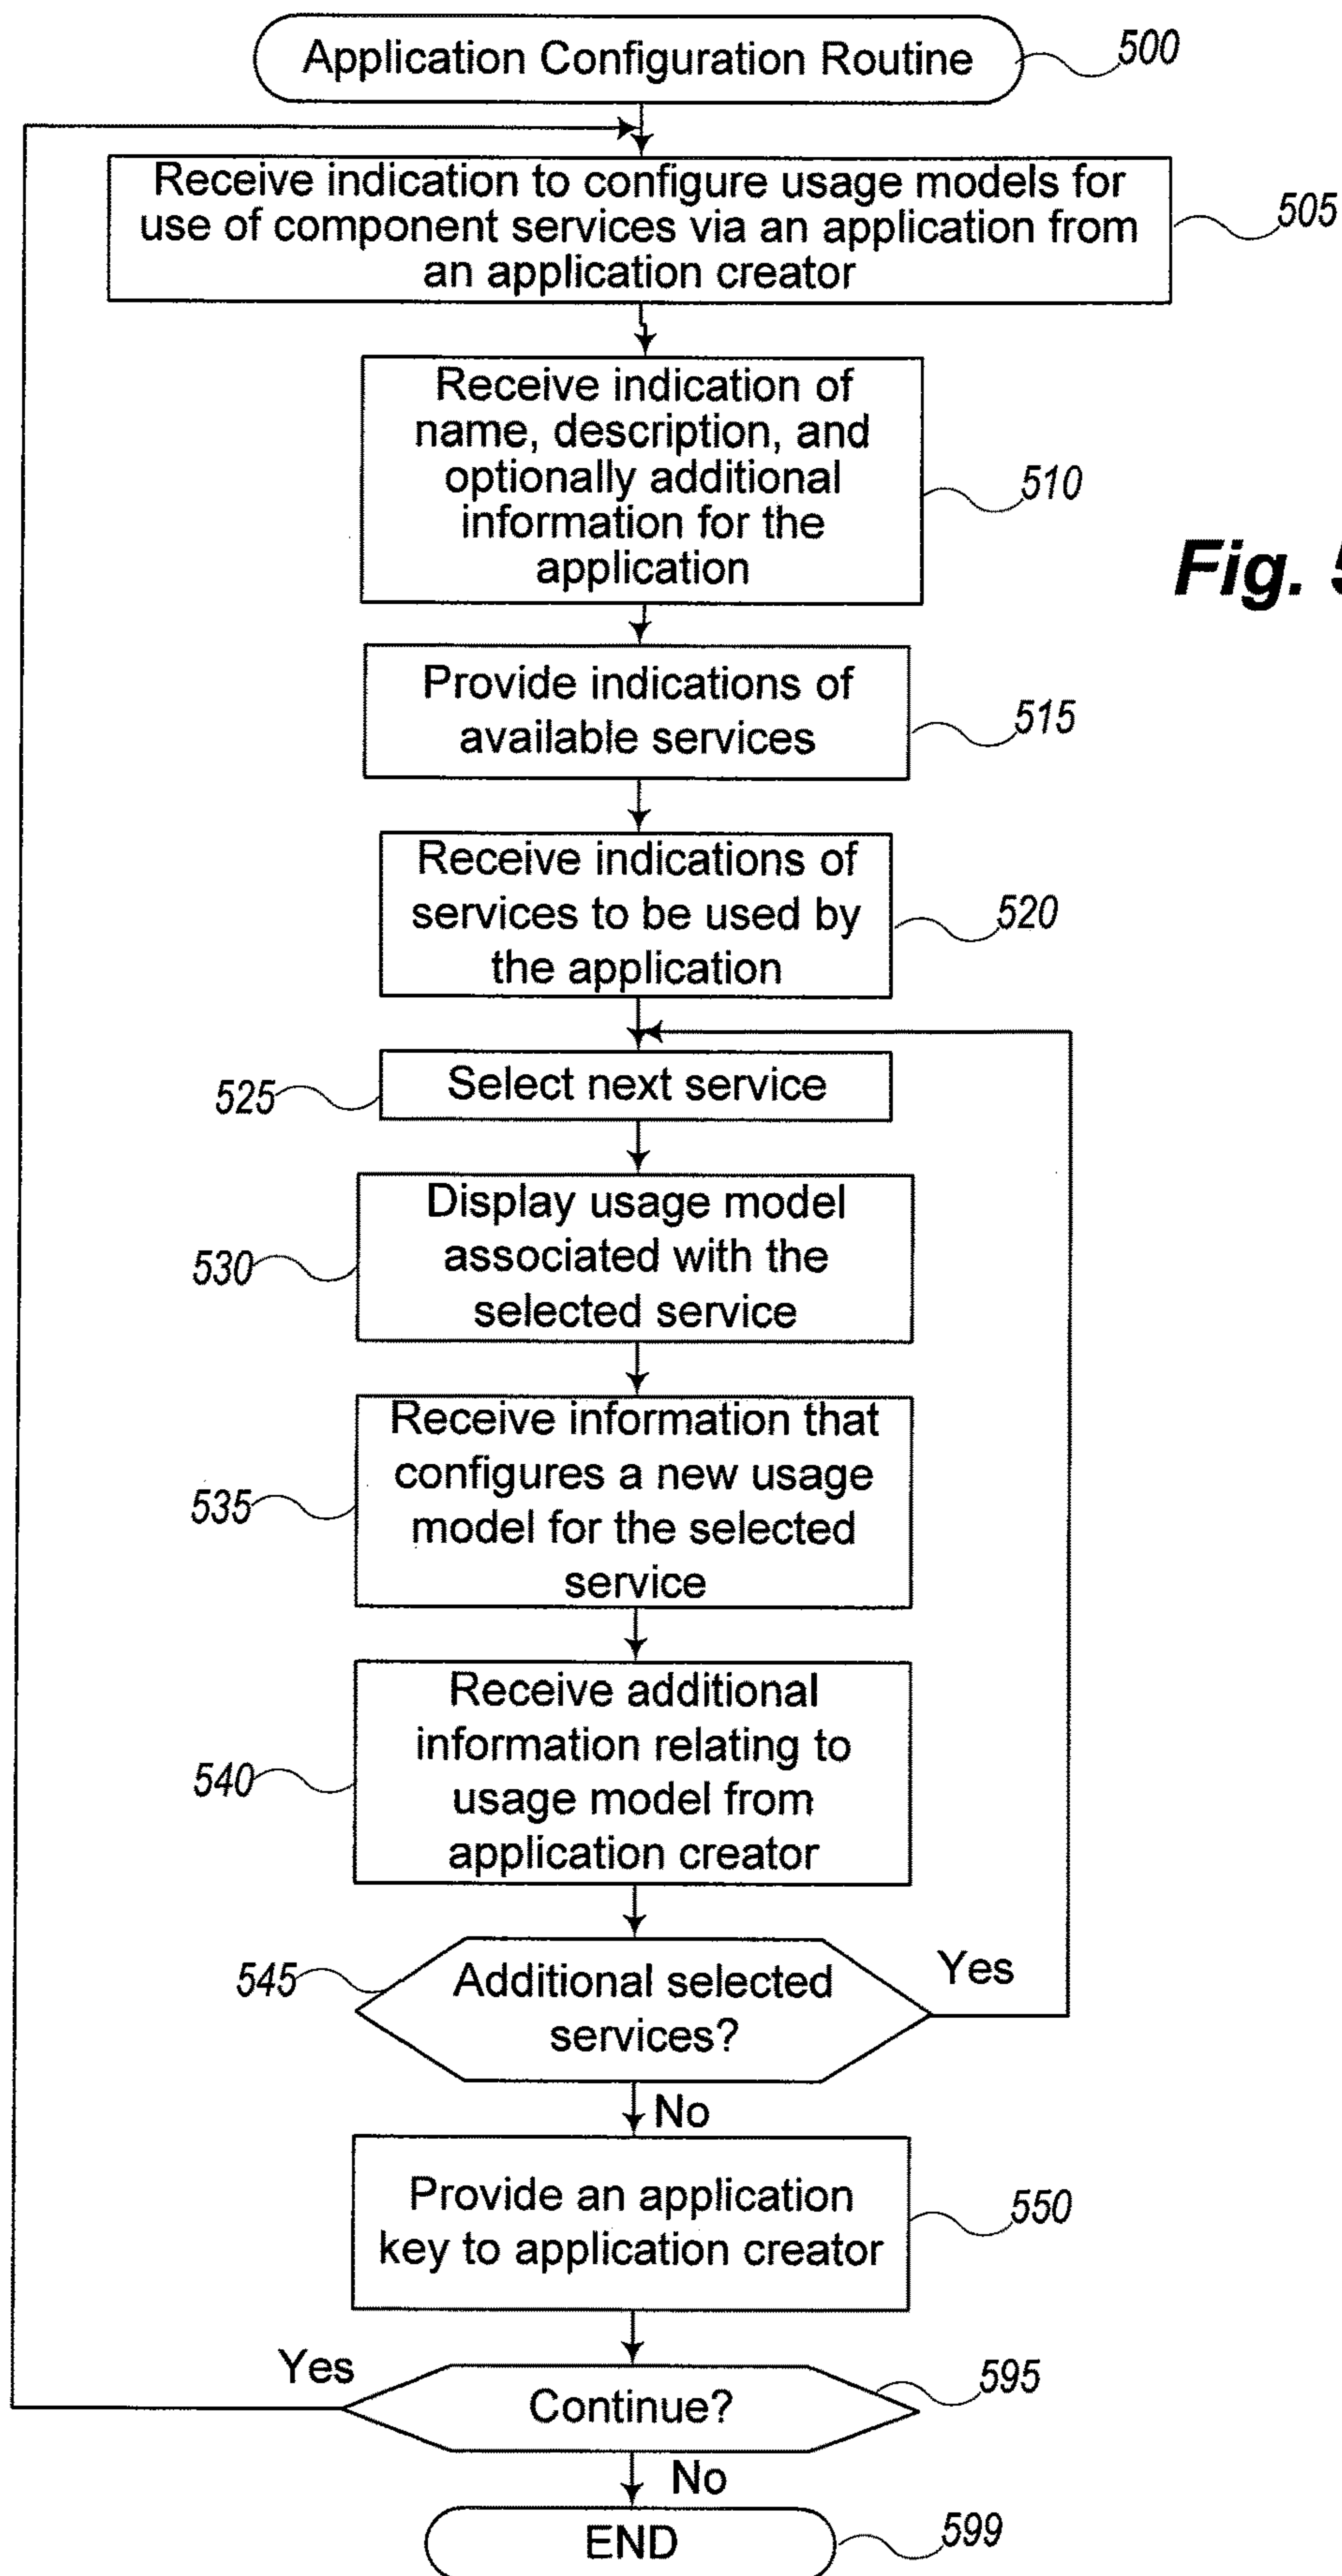 Application Configuration Routine
500
Receive indication to configure usage models for
use of component services via an application from
an application creator
505
Receive indication of
name, description, and
optionally additional
information for the
application
510
Fig. 5
Provide indications of
available services
515
Receive indications of
services to be used by
the application
520
Select next service
525
Display usage model
associated with the
selected service
530
Receive information that
configures a new usage
model for the selected
service
535
Receive additional
information relating to
usage model from
application creator
540
Additional selected
services?
545
Yes
No
Provide an application
key to application creator
550
Yes
Continue?
595
No
END
599